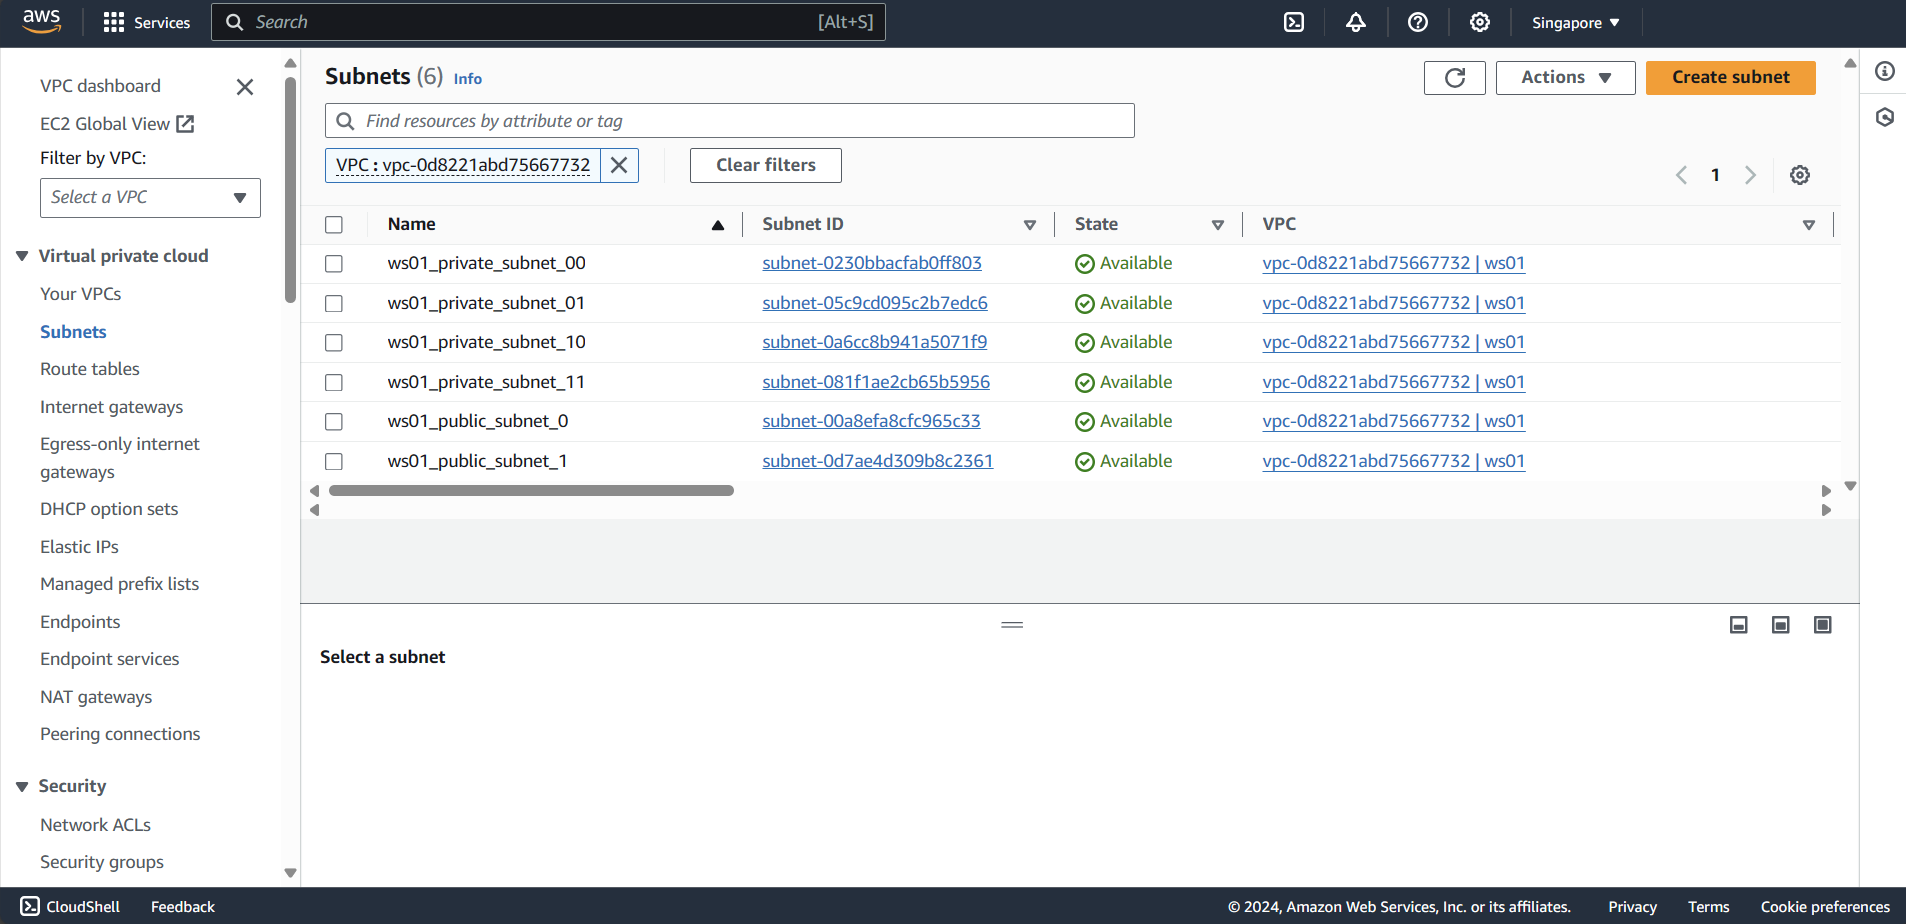 aws
Services
Search
[Alt+S]
Singapore
VPC dashboard
EC2 Global View
Filter by VPC:
Select a VPC
Virtual private cloud
Your VPCs
Subnets
Route tables
Internet gateways
Egress-only internet
gateways
DHCP option sets
Elastic IPs
Managed prefix lists
Endpoints
Endpoint services
NAT gateways
Peering connections
Security
Network ACLs
Security groups
Subnets (6) Info
Actions
Create subnet
Find resources by attribute or tag
VPC : vpc-0d8221abd75667732
Clear filters
1
Name Subnet ID State VPC
ws01_private_subnet_00 subnet-0230bbacfab0ff803 Available vpc-0d8221abd75667732 | ws01
ws01_private_subnet_01 subnet-05c9cd095c2b7edc6 Available vpc-0d8221abd75667732 | ws01
ws01_private_subnet_10 subnet-0a6cc8b941a5071f9 Available vpc-0d8221abd75667732 | ws01
ws01_private_subnet_11 subnet-081f1ae2cb65b5956 Available vpc-0d8221abd75667732 | ws01
ws01_public_subnet_0 subnet-00a8efa8cfc965c33 Available vpc-0d8221abd75667732 | ws01
ws01_public_subnet_1 subnet-0d7ae4d309b8c2361 Available vpc-0d8221abd75667732 | ws01
Select a subnet
CloudShell
Feedback
© 2024, Amazon Web Services, Inc. or its affiliates.
Privacy
Terms
Cookie preferences